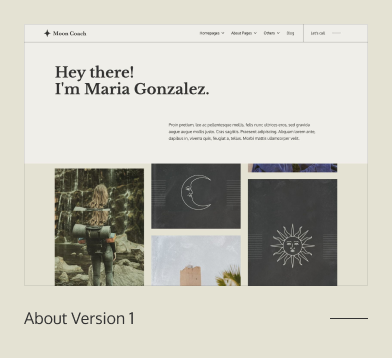 Moon Coach
Homepages About Pages Others Blog Let's call
Hey there!
I'm Maria Gonzalez.
Proin pretium, leo ac pellentesque mollis, felis nunc ultrices eros, sed gravida
augue augue mollis justo. Cras sagittis. Praesent adipiscing. Aliquam lorem ante,
dapibus in, viverra quis, feugiat a, tellus. Morbi mattis ullamcorper velit.
About Version 1